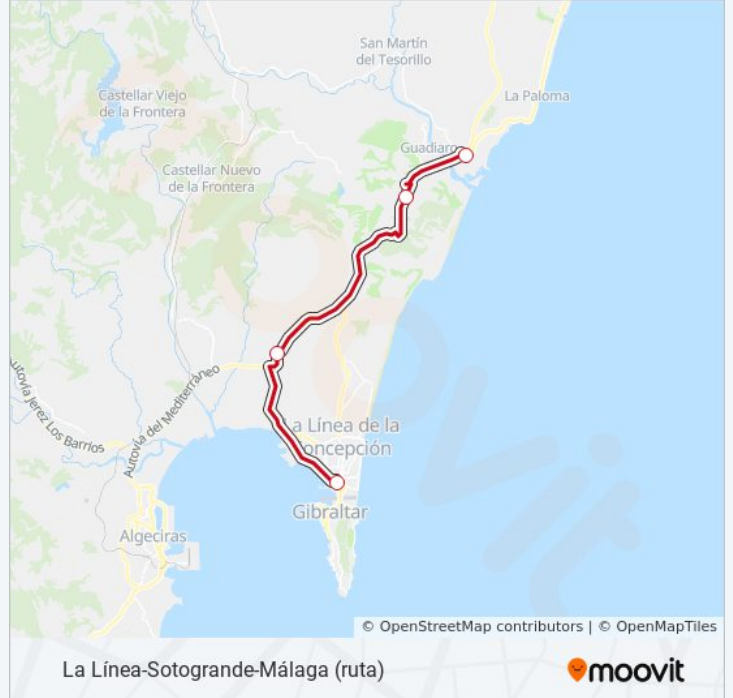 San Martín
del Tesorillo
La Paloma
Castellar Viejo
de la Frontera
Guadiaro
Castellar Nuevo
de la Frontera
Autovía del Mediterráneo
Autovía Jerez Los Barrios
La Línea de la
Concepción
Gibraltar
Algeciras
© OpenStreetMap contributors | © OpenMapTiles
La Línea-Sotogrande-Málaga (ruta)
moovit